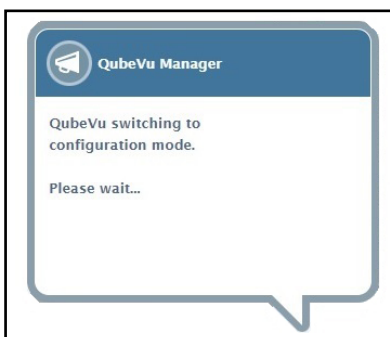 QubeVu Manager
QubeVu switching to
configuration mode.
Please wait...